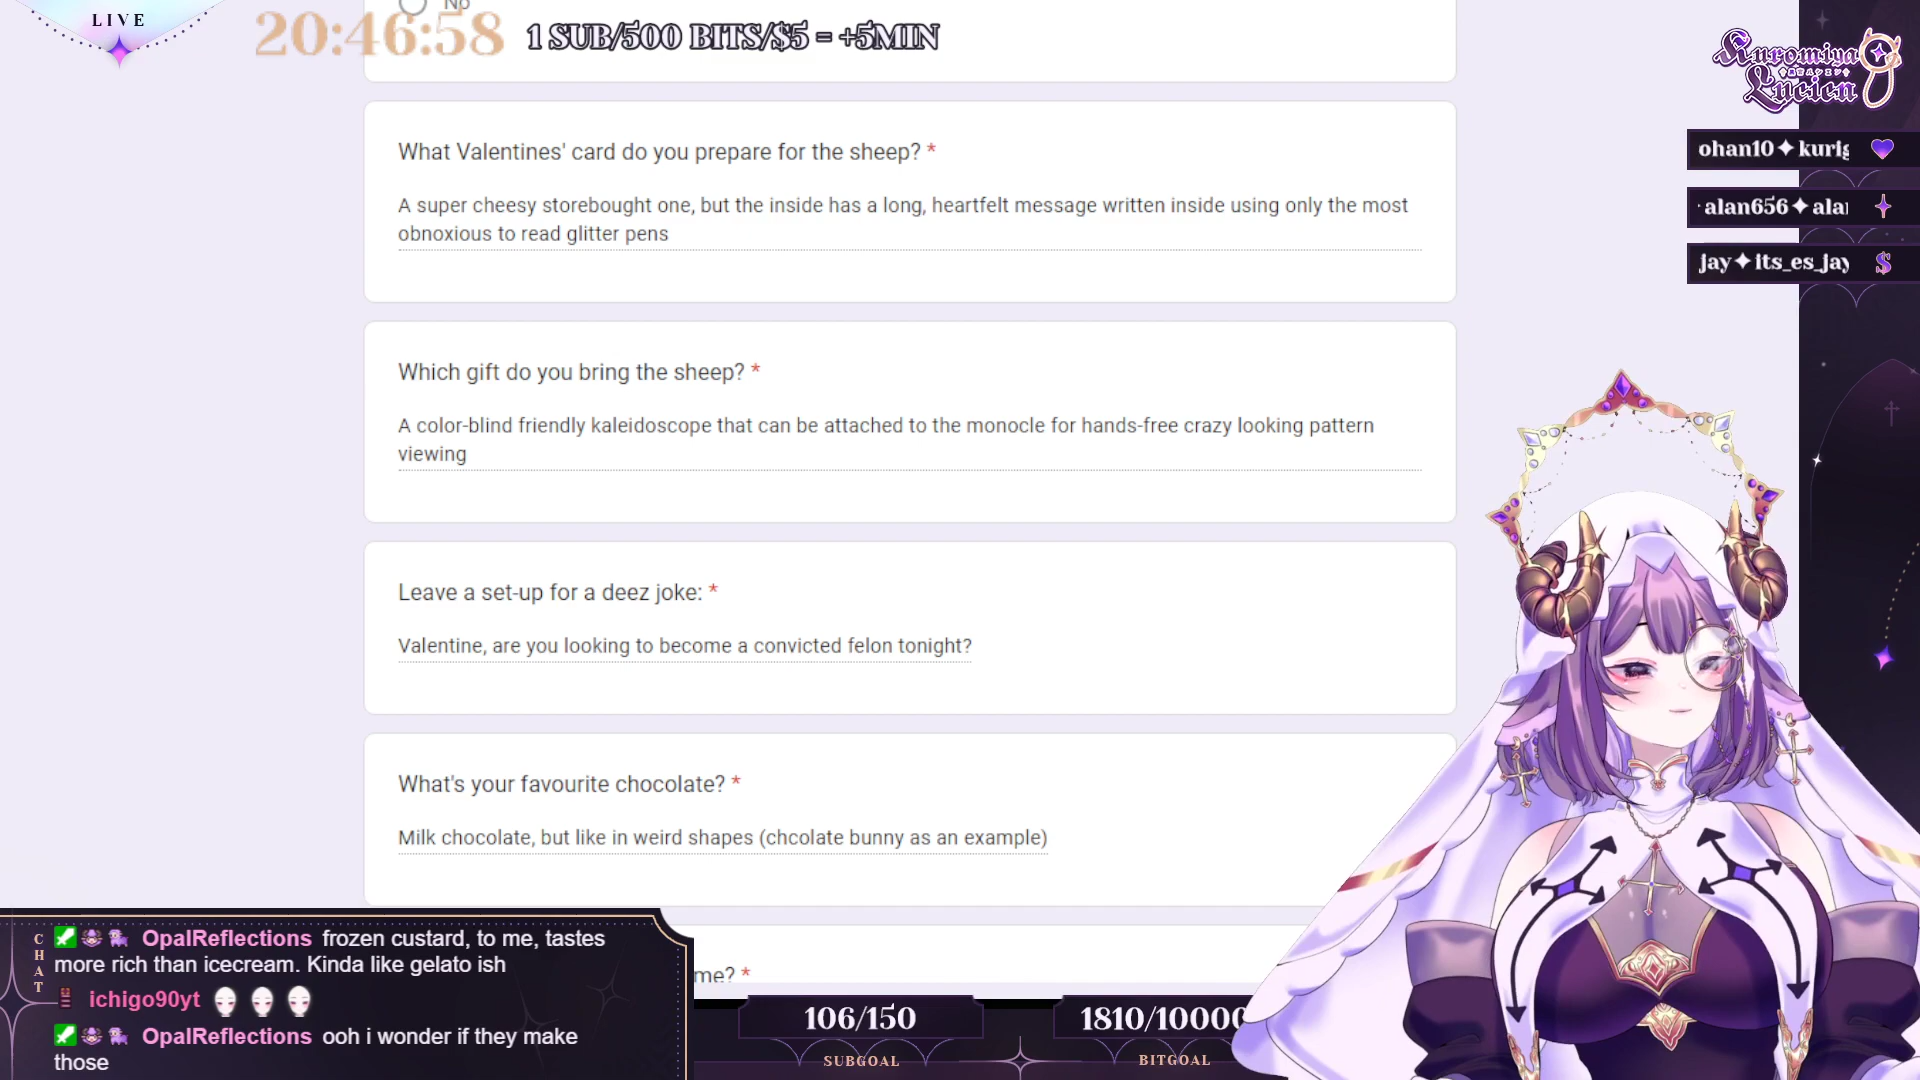 LIVE
20:46:58
1 SUB/500 BITS/$5 = +5MIN
No
Kuromiya
Lucien
ohan10✦kurig
alan656✦alan
jay✦its_es_jay
What Valentines' card do you prepare for the sheep? *
A super cheesy storebought one, but the inside has a long, heartfelt message written inside using only the most
obnoxious to read glitter pens
Which gift do you bring the sheep? *
A color-blind friendly kaleidoscope that can be attached to the monocle for hands-free crazy looking pattern
viewing
Leave a set-up for a deez joke: *
Valentine, are you looking to become a convicted felon tonight?
What's your favourite chocolate? *
Milk chocolate, but like in weird shapes (chcolate bunny as an example)
me? *
CHAT
OpalReflections frozen custard, to me, tastes
more rich than icecream. Kinda like gelato ish
ichigo90yt
OpalReflections ooh i wonder if they make
those
106/150
SUBGOAL
1810/10000
BITGOAL